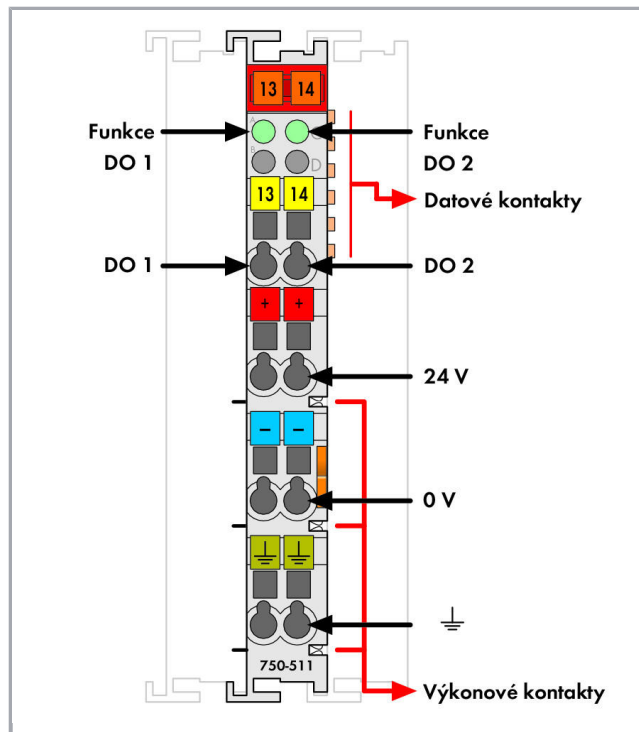 13 14
A
Funkce
C
Funkce
DO 1
B
D
DO 2
13 14
Datové kontakty
DO 1
DO 2
+ +
24 V
− −
0 V
750-511
Výkonové kontakty